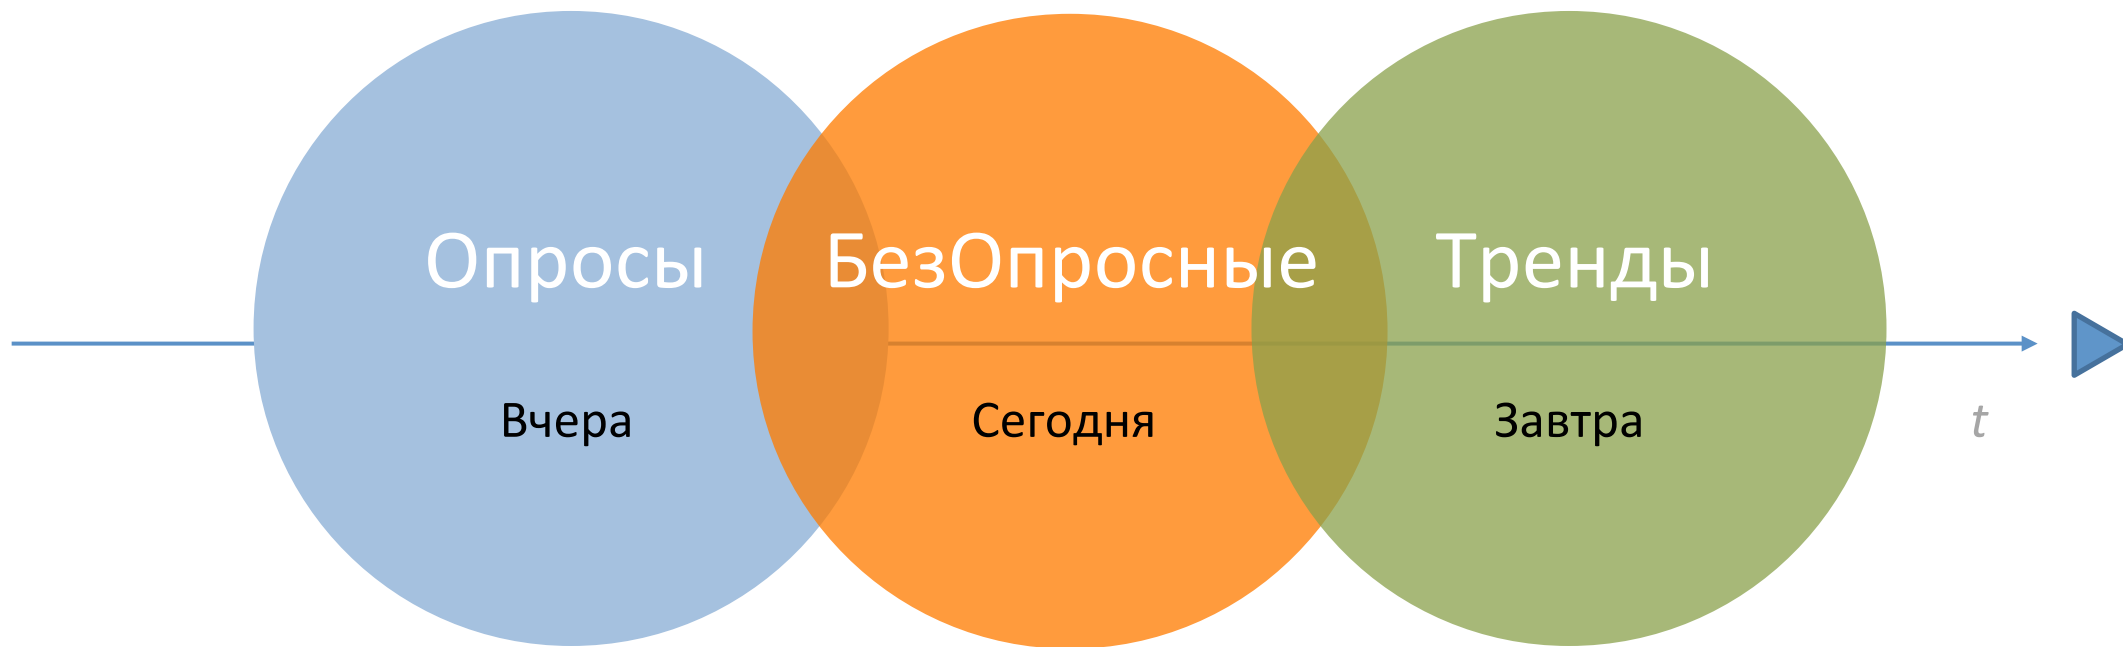 Опросы
БезОпросные
Тренды
Вчера
Сегодня
Завтра
t